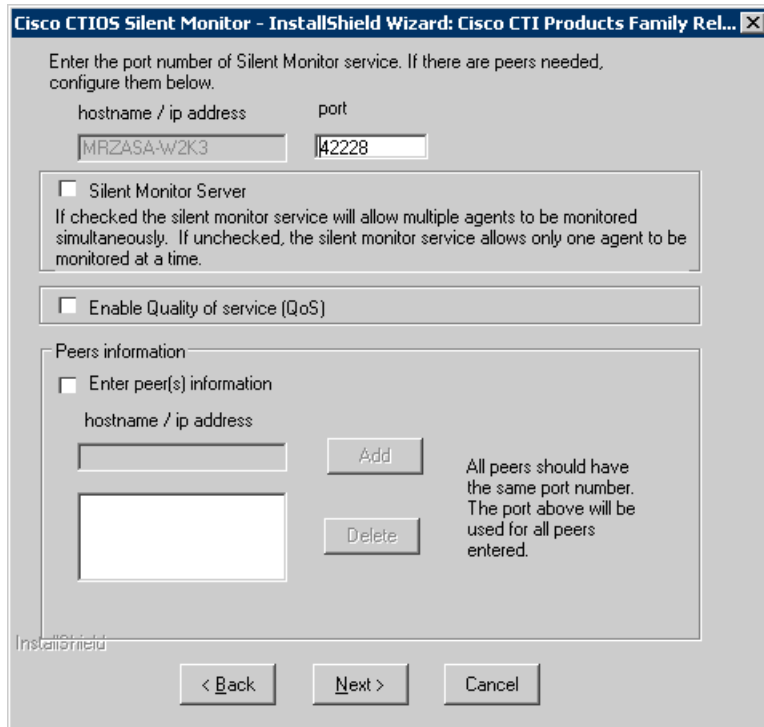 Cisco CTIOS Silent Monitor - InstallShield Wizard: Cisco CTI Products Family Rel...
Enter the port number of Silent Monitor service. If there are peers needed,
configure them below.
hostname / ip address port
MRZASA-W2K3 42228
Silent Monitor Server
If checked the silent monitor service will allow multiple agents to be monitored
simultaneously. If unchecked, the silent monitor service allows only one agent to be
monitored at a time.
Enable Quality of service (QoS)
Peers information
Enter peer(s) information
hostname / ip address
Add
Delete
All peers should have
the same port number.
The port above will be
used for all peers
entered.
InstallShield
< Back Next > Cancel